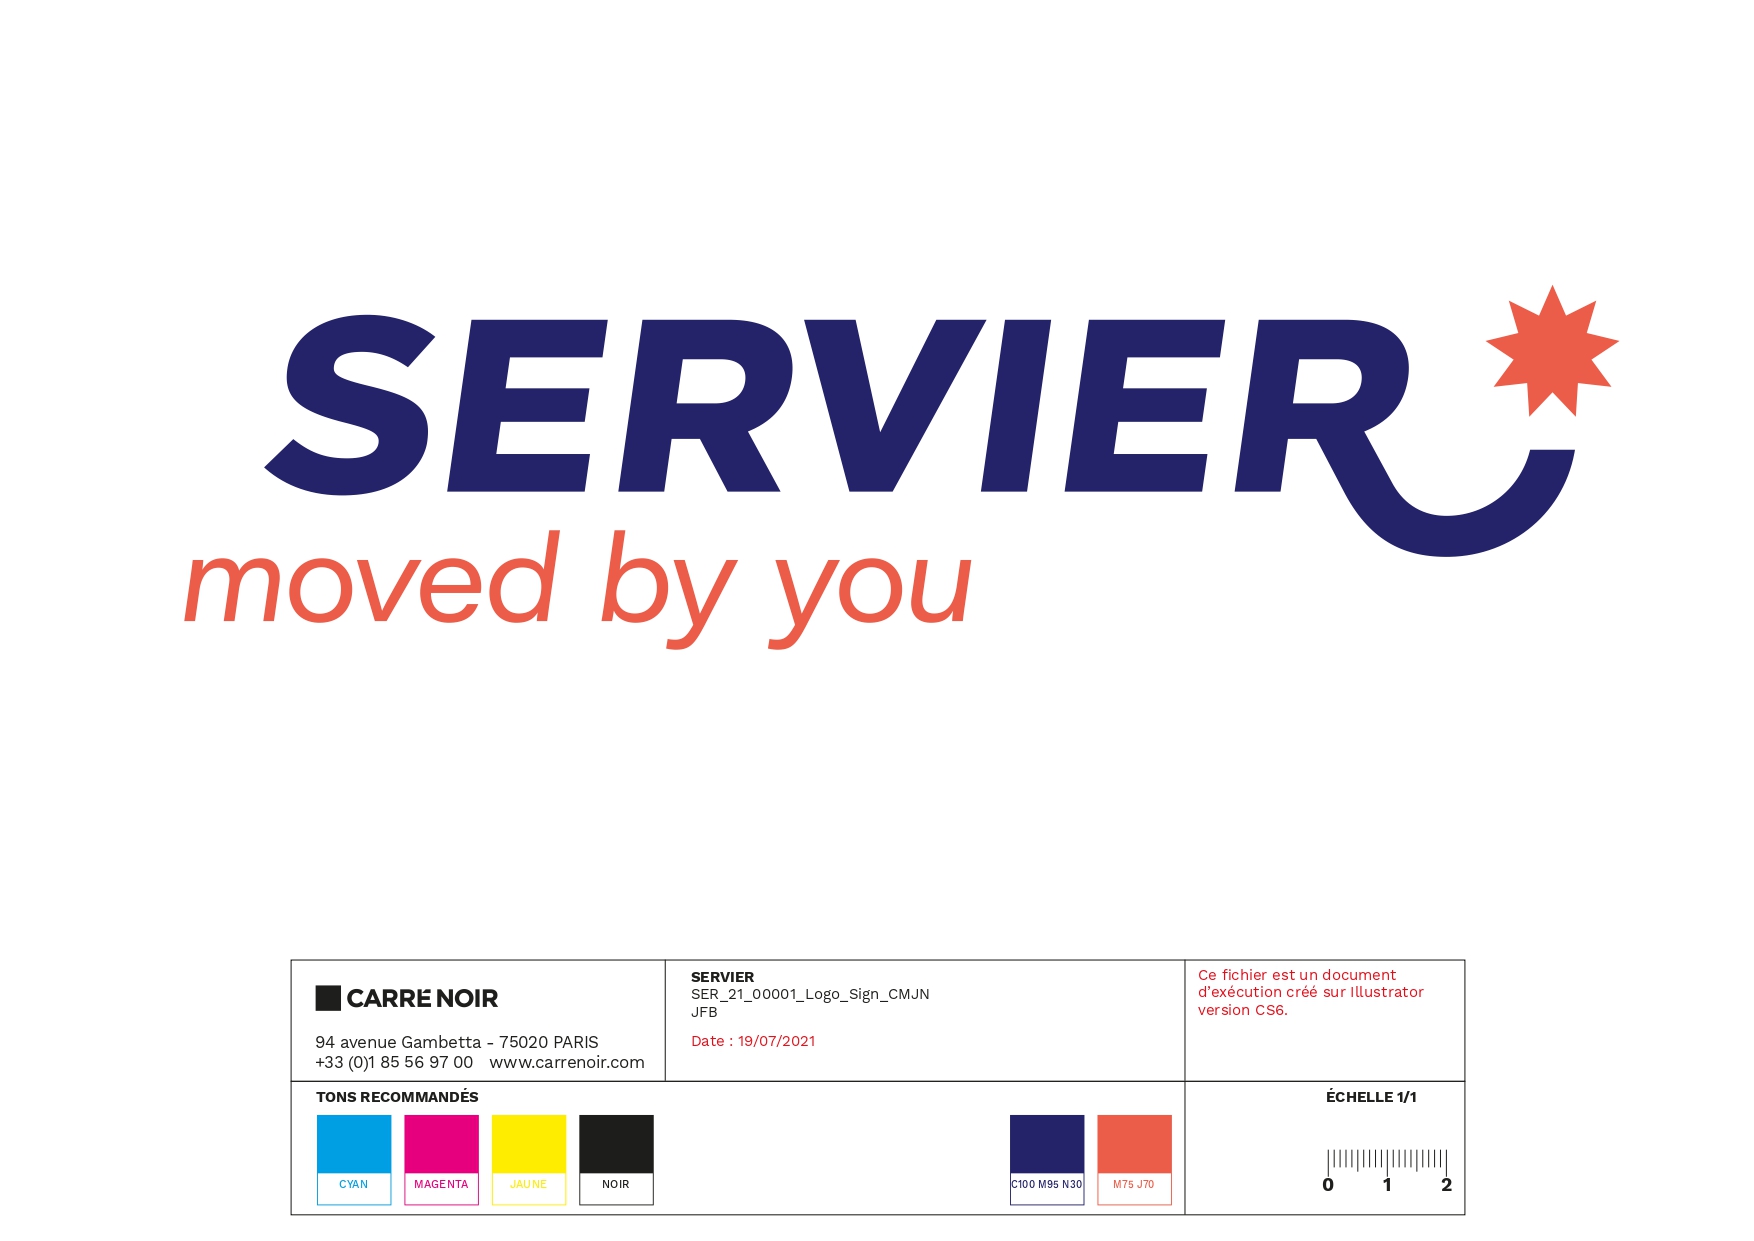 SERVIER
moved by you
CARRÉ NOIR
94 avenue Gambetta - 75020 PARIS
+33 (0)1 85 56 97 00 www.carrenoir.com
SERVIER
SER_21_00001_Logo_Sign_CMJN
JFB
Date : 19/07/2021
Ce fichier est un document
d’exécution créé sur Illustrator
version CS6.
TONS RECOMMANDÉS
CYAN
MAGENTA
JAUNE
NOIR
C100 M95 N30
M75 J70
ÉCHELLE 1/1
0 1 2